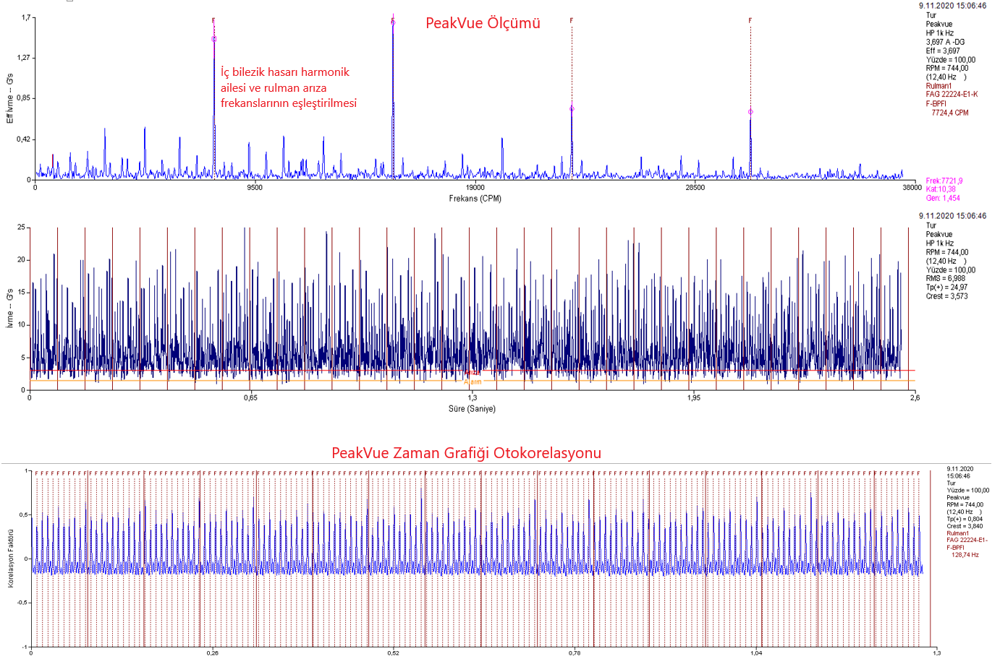 PeakVue Ölçümü
1,7
1,27
0,85
0,42
0
Eff İvme -- G's
F
F
F
F
İç bilezik hasarı harmonik
ailesi ve rulman arıza
frekanslarının eşleştirilmesi
0
9500
19000
28500
38000
Frekans (CPM)
9.11.2020 15:06:46
Tur
Peakvue
HP 1k Hz
3,697 A -DG
Eff = 3,697
Yüzde = 100,00
RPM = 744,00
(12,40 Hz )
Rulman1
FAG 22224-E1-K
F-BPFI
7724,4 CPM
Frek:7721,9
Kat:10,38
Gen: 1,454
25
20
15
10
5
0
İvme -- G's
Alarm
0
0,65
1,3
1,95
2,6
Süre (Saniye)
9.11.2020 15:06:46
Tur
Peakvue
HP 1k Hz
RPM = 744,00
(12,40 Hz )
Yüzde = 100,00
RMS = 6,988
Tp(+) = 24,97
Crest = 3,573
PeakVue Zaman Grafiği Otokorelasyonu
1
0,5
0
-0,5
-1
Korelasyon Faktörü
0
0,26
0,52
0,78
1,04
1,3
9.11.2020
15:06:46
Tur
Yüzde = 100,00
Peakvue
RPM = 744,00
(12,40 Hz )
Tp(+) = 0,804
Crest = 3,840
Rulman1
FAG 22224-E1-
F-BPFI
128,74 Hz